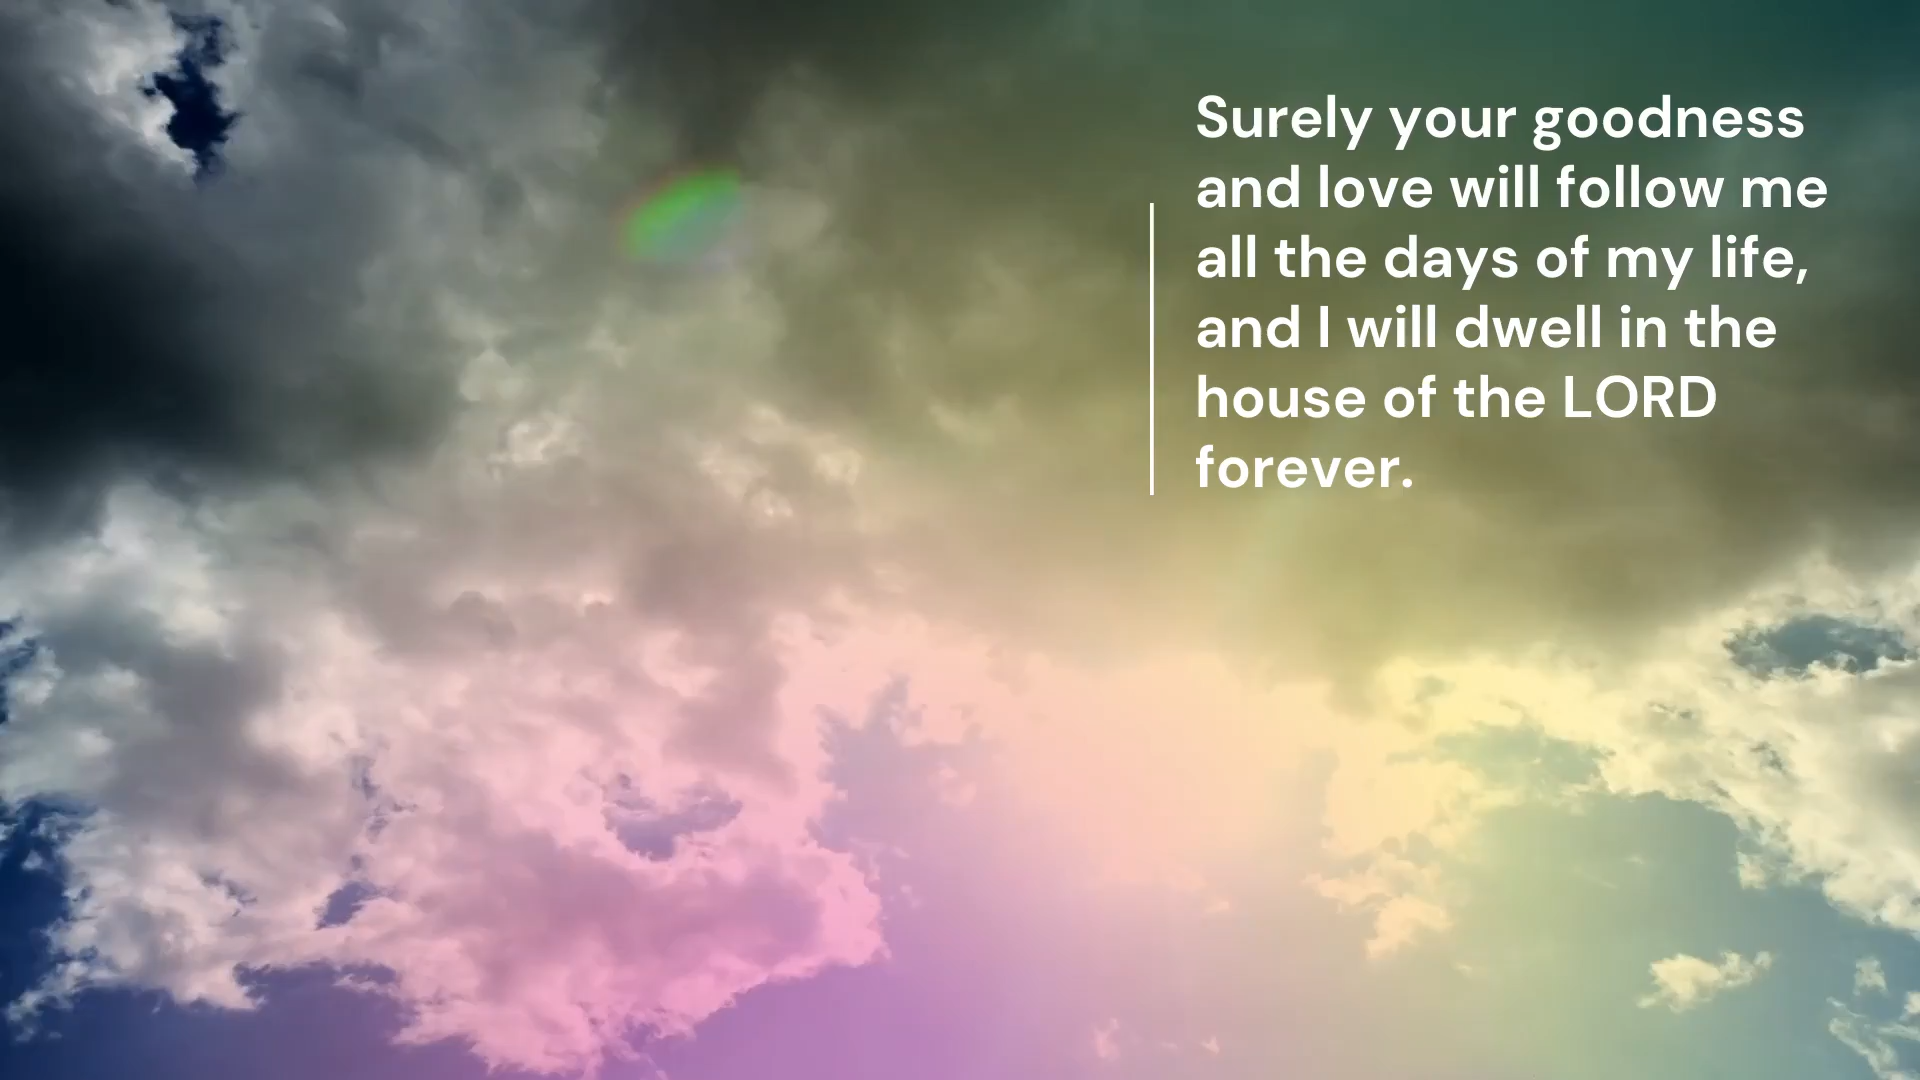 Surely your goodness
and love will follow me
all the days of my life,
and I will dwell in the
house of the LORD
forever.